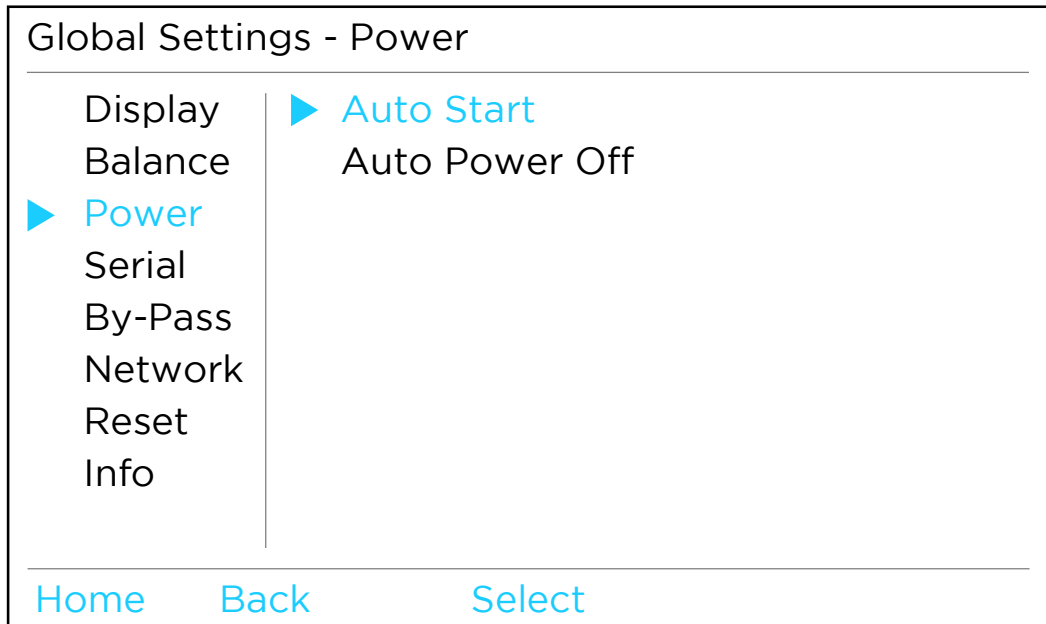 Global Settings - Power
Display
Balance
Power
Serial
By-Pass
Network
Reset
Info
Auto Start
Auto Power Off
Home Back Select